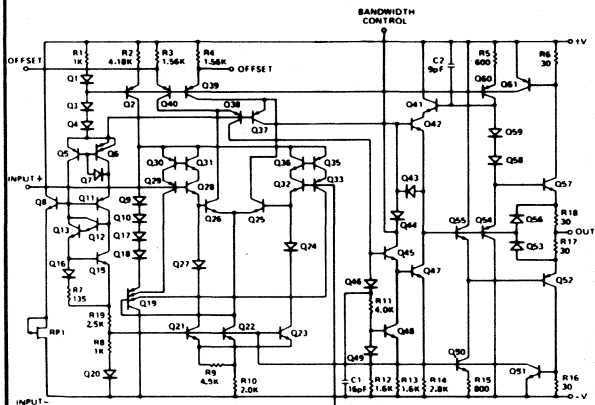 BANDWIDTH
CONTROL
R1
1K
R2
4.18K
R3
1.56K
R4
1.56K
C2
9pF
R5
600
R6
30
+V
OFFSET
OFFSET
Q1
Q2
Q39
Q40
Q60
Q61
Q3
Q4
Q38
Q37
Q41
Q42
Q59
Q58
Q5
Q6
Q7
Q30
Q31
Q36
Q35
Q43
Q57
INPUT+
Q29
Q28
Q32
Q33
Q8
Q11
Q9
Q10
Q26
Q25
Q44
Q55
Q54
Q56
R18
30
OUT
Q13
Q12
Q17
Q18
Q27
Q24
Q45
Q53
R17
30
Q16
Q15
Q46
Q47
Q52
R7
135
Q19
R11
4.0K
R19
2.5K
RP1
R8
1K
Q21
Q22
Q23
Q48
Q49
Q50
Q51
Q20
R9
4.5K
R10
2.0K
C1
16pF
R12
1.6K
R13
1.6K
R14
2.8K
R15
800
R16
30
-V
INPUT-